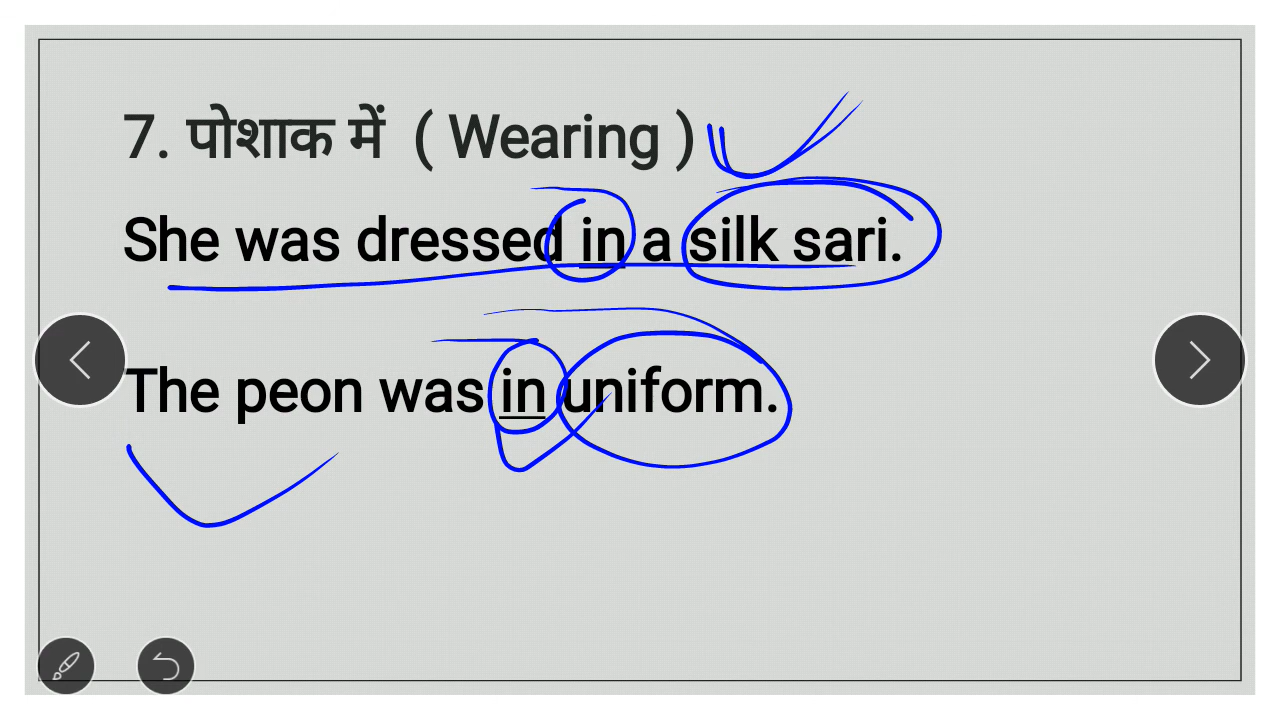 7. पोशाक में ( Wearing )
She was dressed in a silk sari.
The peon was in uniform.